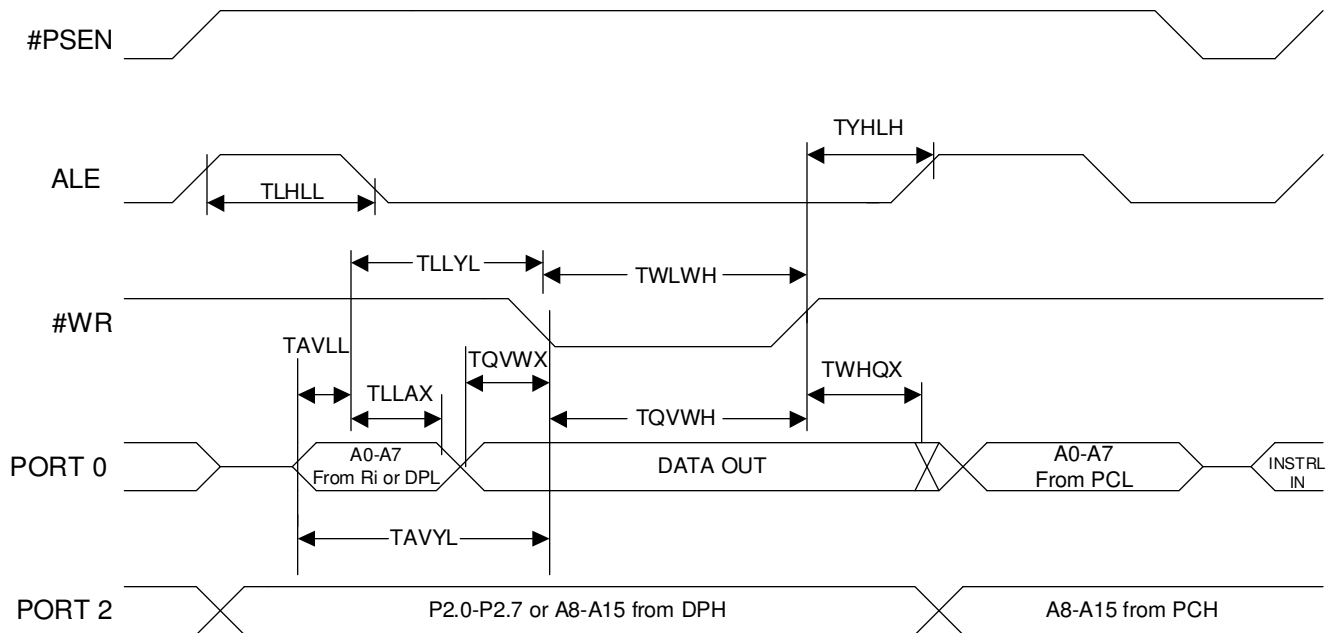 #PSEN
TYHLH
ALE
TLHLL
TLLYL
TWLWH
#WR
TAVLL
TQVWX
TWHQX
TLLAX
TQVWH
PORT 0
A0-A7
From Ri or DPL
DATA OUT
A0-A7
From PCL
INSTRL
IN
TAVYL
PORT 2
P2.0-P2.7 or A8-A15 from DPH
A8-A15 from PCH